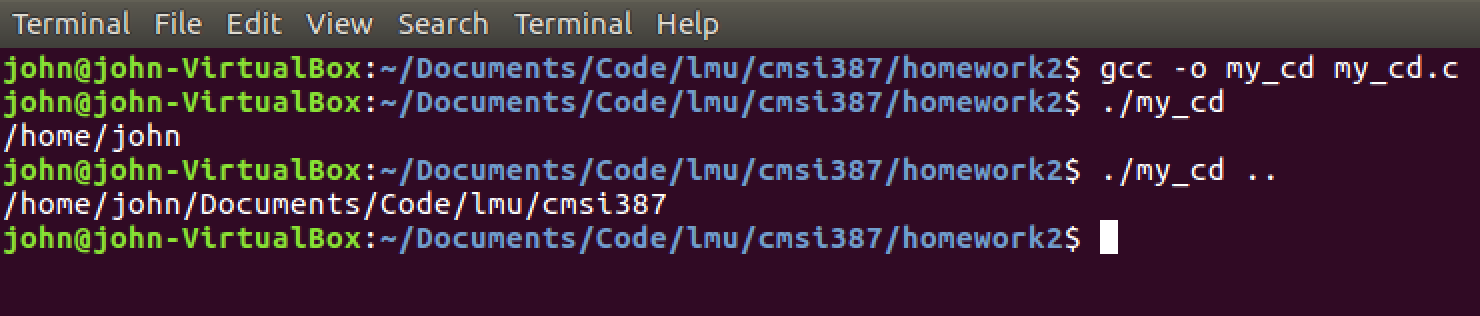 Terminal File Edit View Search Terminal Help
john@john-VirtualBox:~/Documents/Code/lmu/cmsi387/homework2$ gcc -o my_cd my_cd.c
john@john-VirtualBox:~/Documents/Code/lmu/cmsi387/homework2$ ./my_cd
/home/john
john@john-VirtualBox:~/Documents/Code/lmu/cmsi387/homework2$ ./my_cd ..
/home/john/Documents/Code/lmu/cmsi387
john@john-VirtualBox:~/Documents/Code/lmu/cmsi387/homework2$